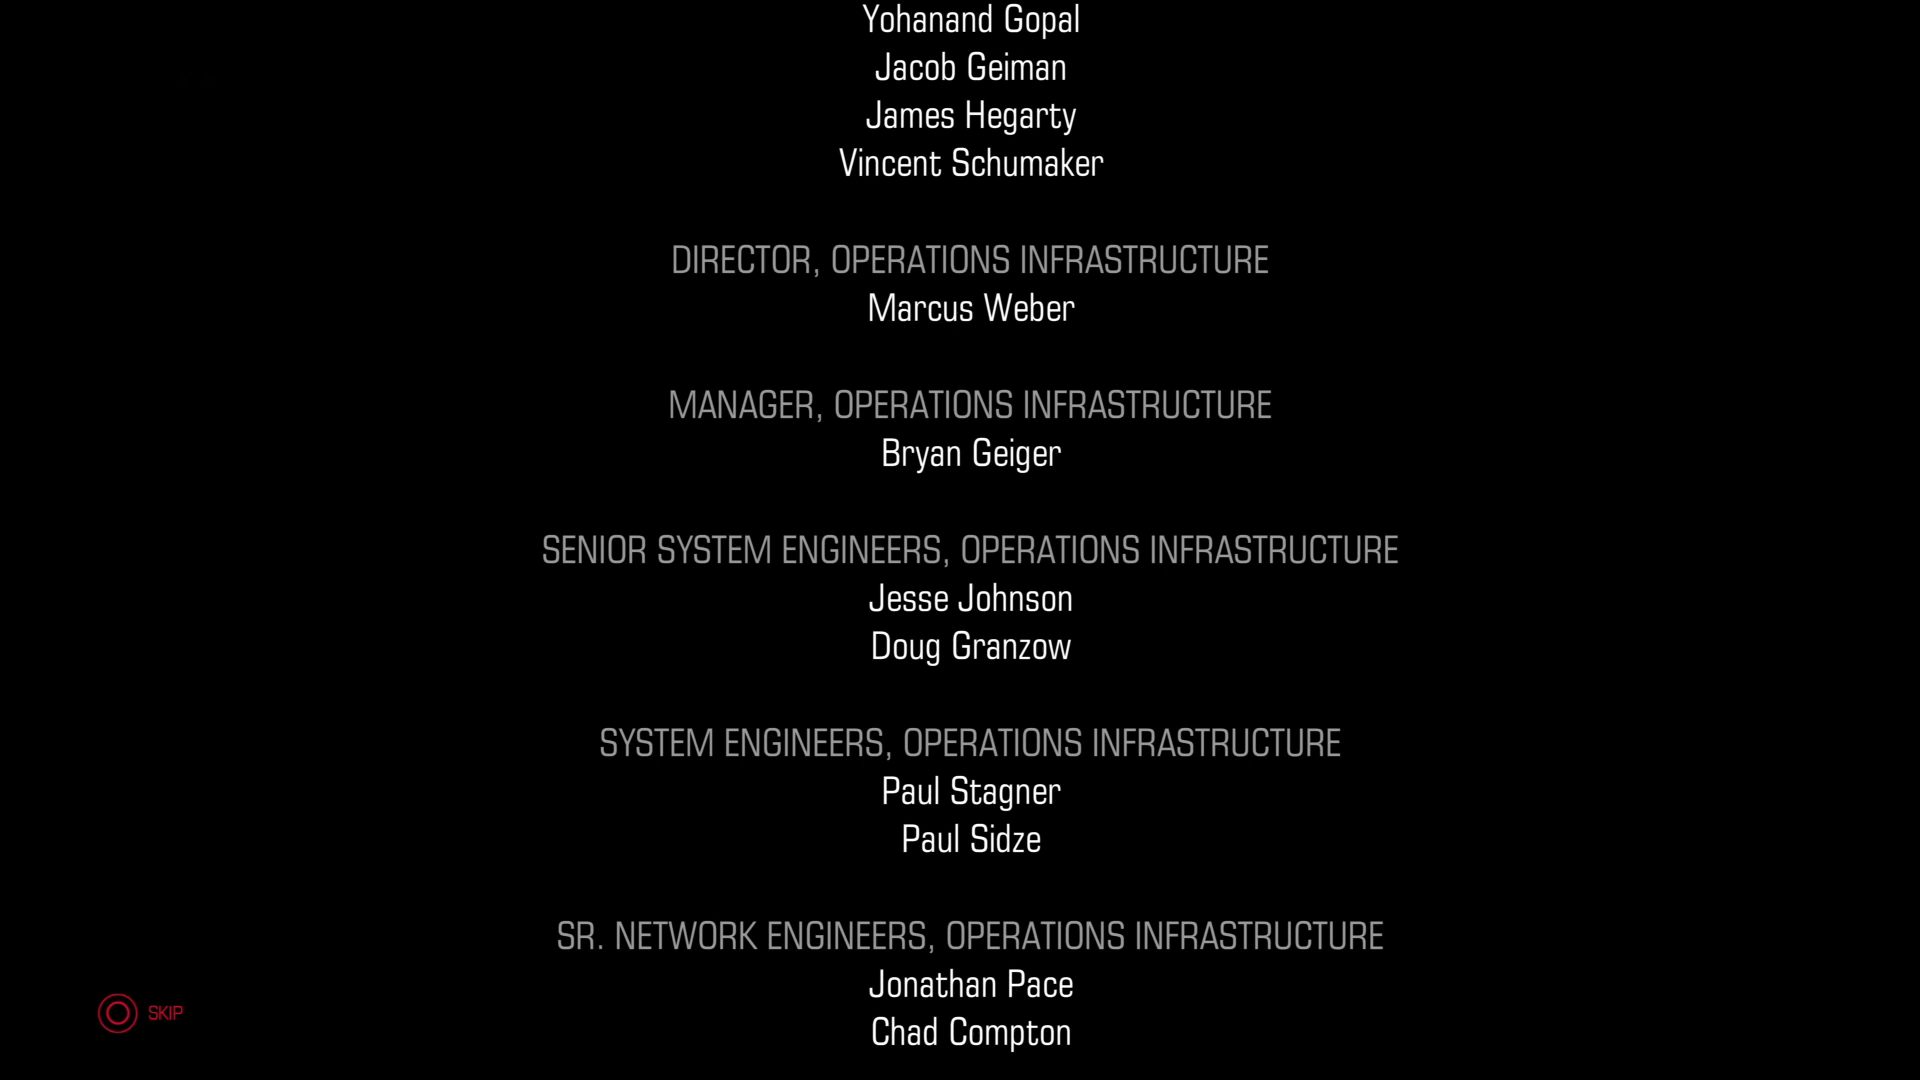 Yohanand Gopal
Jacob Geiman
James Hegarty
Vincent Schumaker
DIRECTOR, OPERATIONS INFRASTRUCTURE
Marcus Weber
MANAGER, OPERATIONS INFRASTRUCTURE
Bryan Geiger
SENIOR SYSTEM ENGINEERS, OPERATIONS INFRASTRUCTURE
Jesse Johnson
Doug Granzow
SYSTEM ENGINEERS, OPERATIONS INFRASTRUCTURE
Paul Stagner
Paul Sidze
SR. NETWORK ENGINEERS, OPERATIONS INFRASTRUCTURE
Jonathan Pace
Chad Compton
SKIP